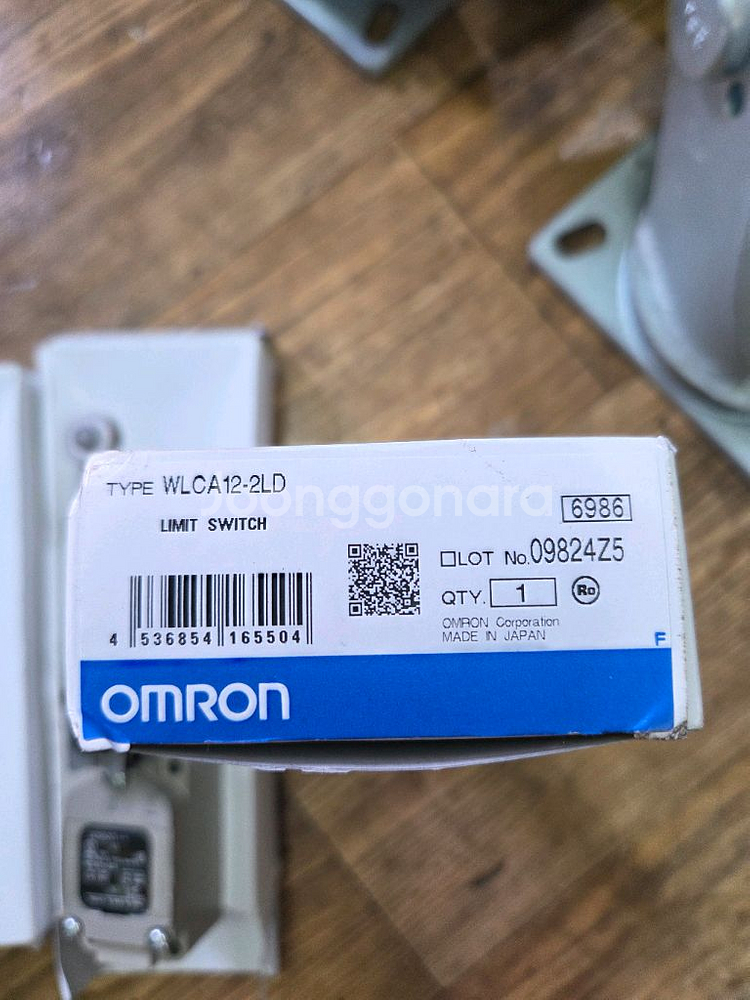 TYPE WLCA12-2LD
LIMIT SWITCH
Joonggonara
6986
LOT No. 09824Z5
QTY. 1
Ro
4 536854 165504
OMRON Corporation
MADE IN JAPAN
F
OMRON